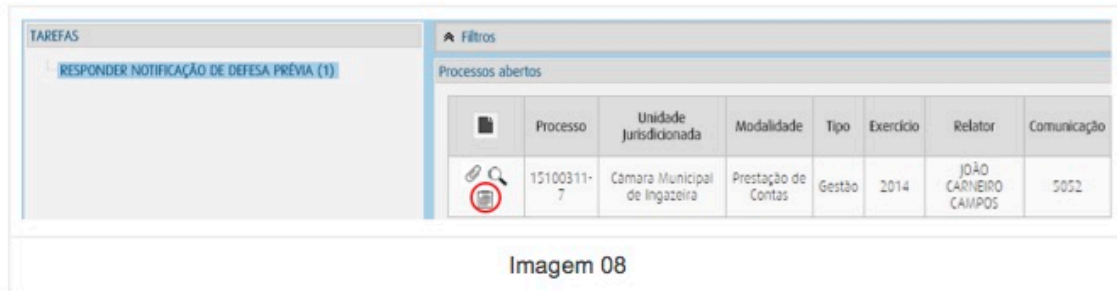 TAREFAS
RESPONDER NOTIFICAÇÃO DE DEFESA PRÉVIA (1)
Filtros
Processos abertos
Processo
Unidade
Jurisdicionada
Modalidade
Tipo
Exercício
Relator
Comunicação
15100311-
7
Câmara Municipal
de Ingazeira
Prestação de
Contas
Gestão
2014
JOÃO
CARNEIRO
CAMPOS
5052
Imagem 08